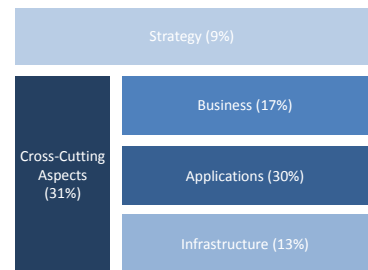 Strategy (9%)
Business (17%)
Cross-Cutting
Aspects
(31%)
Applications (30%)
Infrastructure (13%)